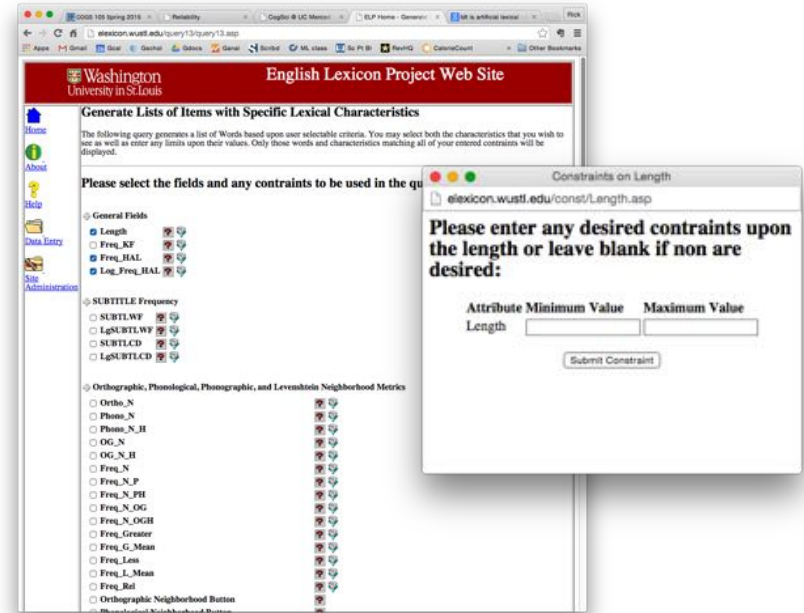 COGS 105 Spring 2015
Reliability
CogSci @ UC Merced
ELP Home - Generate
bit is artificial lexical
Rick
elexicon.wustl.edu/query13/query13.asp
Apps Gmail Gcal Gschol Gdocs Ganal Scribd ML class Sc Pt Bl RevHQ CalorieCount » Other Bookmarks
Washington
University in St.Louis
English Lexicon Project Web Site
Home
About
Help
Data Entry
Site
Administration
Generate Lists of Items with Specific Lexical Characteristics
The following query generates a list of Words based upon user selectable criteria. You may select both the characteristics that you wish to
see as well as enter any limits upon their values. Only those words and characteristics matching all of your entered contraints will be
displayed.
Please select the fields and any contraints to be used in the qu
General Fields
Length
Freq_KF
Freq_HAL
Log_Freq_HAL
SUBTITLE Frequency
SUBTLWF
LgSUBTLWF
SUBTLCD
LgSUBTLCD
Orthographic, Phonological, Phonographic, and Levenshtein Neighborhood Metrics
Ortho_N
Phono_N
Phono_N_H
OG_N
OG_N_H
Freq_N
Freq_N_P
Freq_N_PH
Freq_N_OG
Freq_N_OGH
Freq_Greater
Freq_G_Mean
Freq_Less
Freq_L_Mean
Freq_Rel
Orthographic Neighborhood Button
Phonological Neighborhood Button
Constraints on Length
elexicon.wustl.edu/const/Length.asp
Please enter any desired contraints upon
the length or leave blank if non are
desired:
Attribute Minimum Value Maximum Value
Length
Submit Constraint